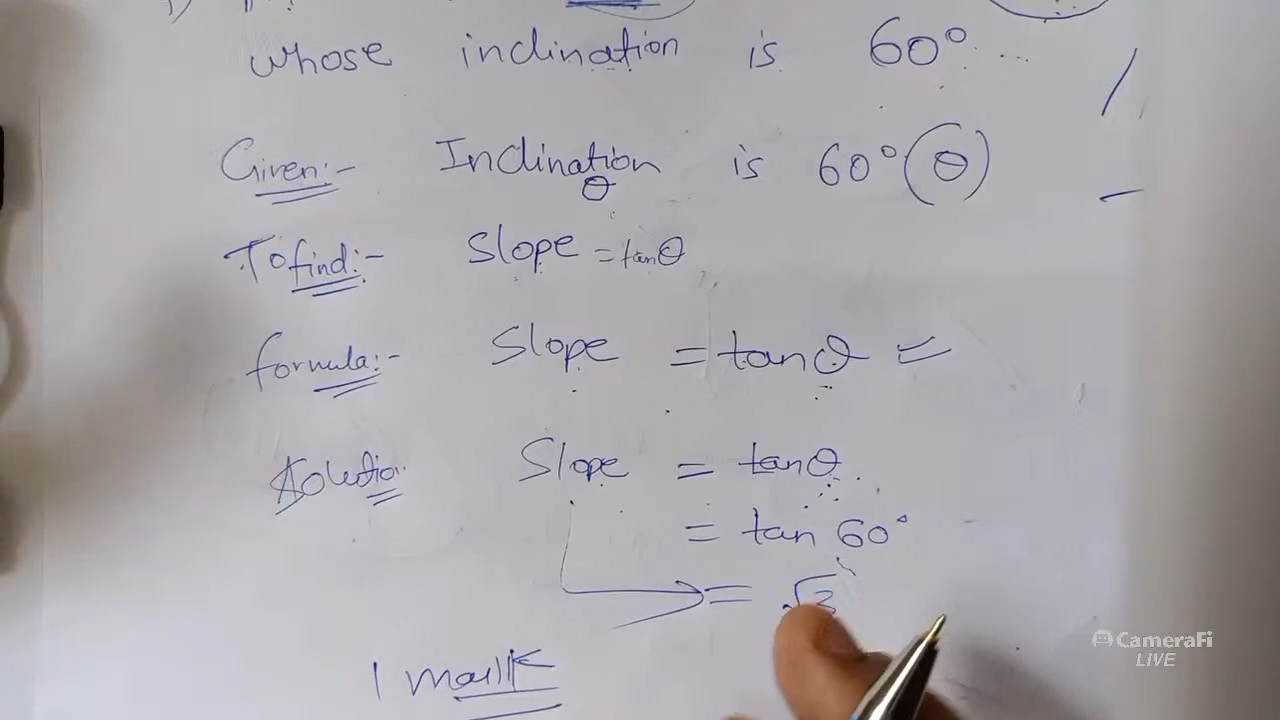 whose inclination is 60° ...
Given:- Inclination is 60° (θ)
θ
To find:- Slope = tanθ
formula:- Slope = tanθ =
Solution Slope = tanθ
= tan 60°
= √3
1 mark
CameraFi
LIVE